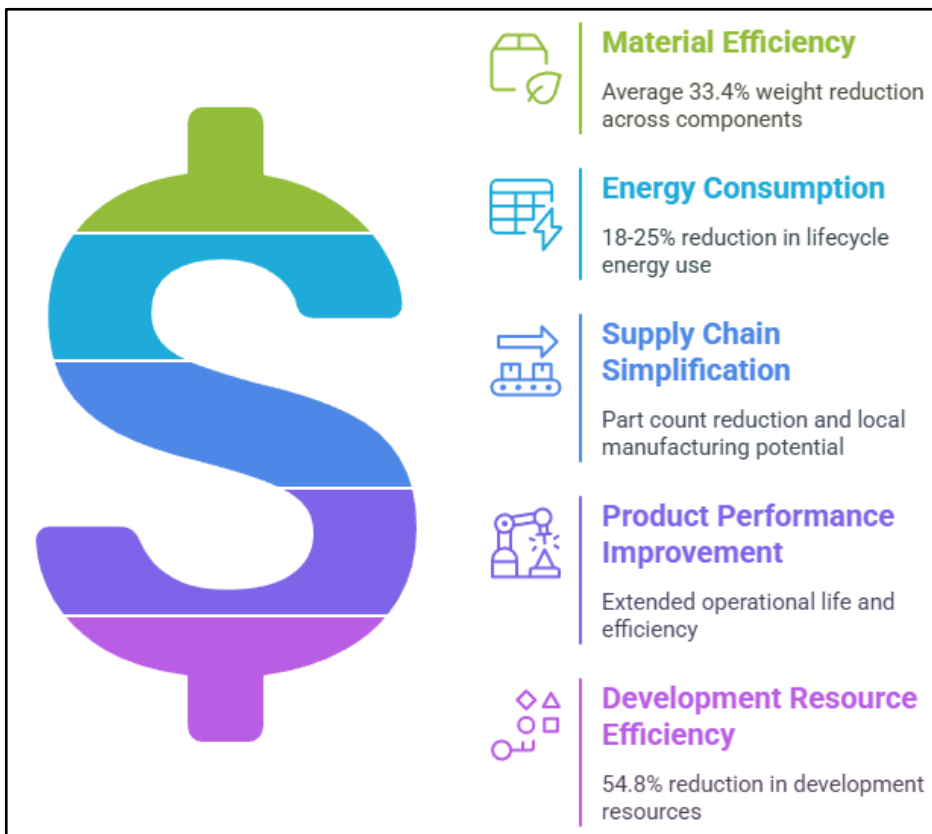 Material Efficiency
Average 33.4% weight reduction
across components
Energy Consumption
18-25% reduction in lifecycle
energy use
Supply Chain
Simplification
Part count reduction and local
manufacturing potential
Product Performance
Improvement
Extended operational life and
efficiency
Development Resource
Efficiency
54.8% reduction in development
resources